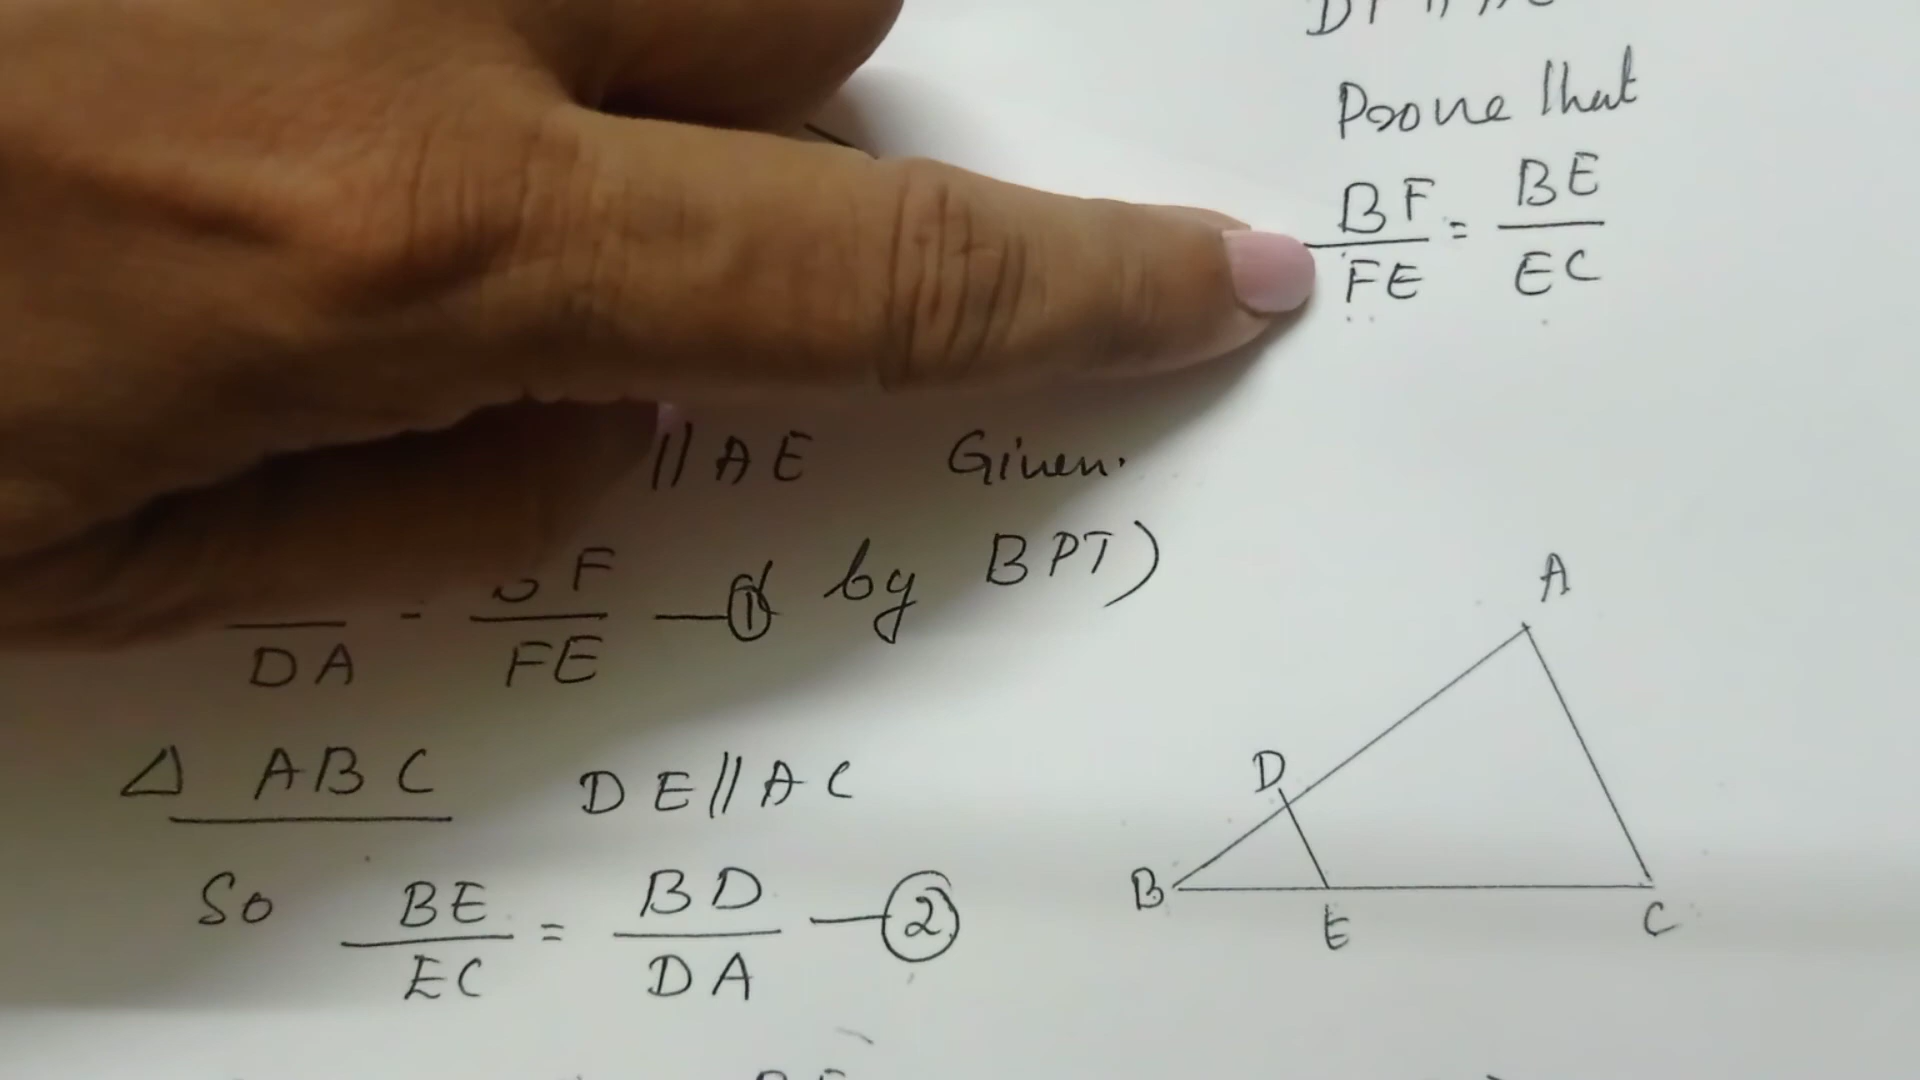 Prove that
BF = BE
FE EC
|| AE Given.
F — 1 by BPT)
DA FE
△ ABC DE || AC
So BE = BD — 2
EC DA
A
D
B E C